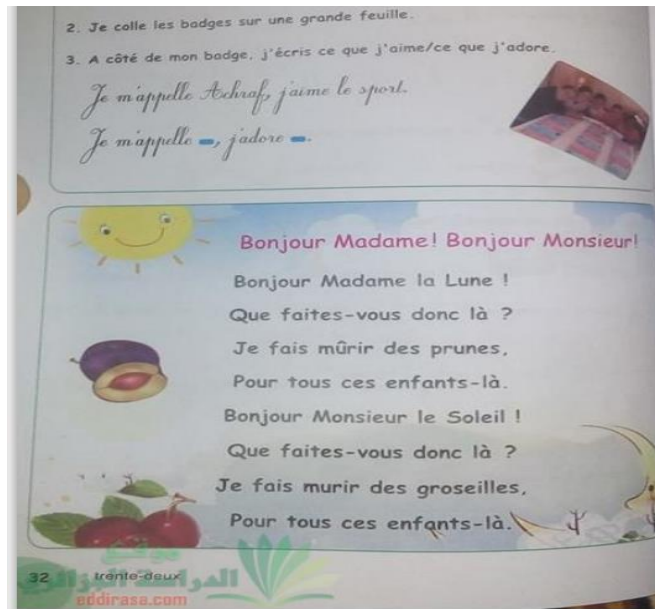 2. Je colle les badges sur une grande feuille.
3. A côté de mon badge, j'écris ce que j'aime/ce que j'adore.
Je m'appelle Achraf, j'aime le sport.
Je m'appelle , j'adore .
Bonjour Madame! Bonjour Monsieur!
Bonjour Madame la Lune !
Que faites-vous donc là ?
Je fais mûrir des prunes,
Pour tous ces enfants-là.
Bonjour Monsieur le Soleil !
Que faites-vous donc là ?
Je fais murir des groseilles,
Pour tous ces enfants-là.
موقع
32 trente-deux
الدراسة الجزائري
eddirasa.com